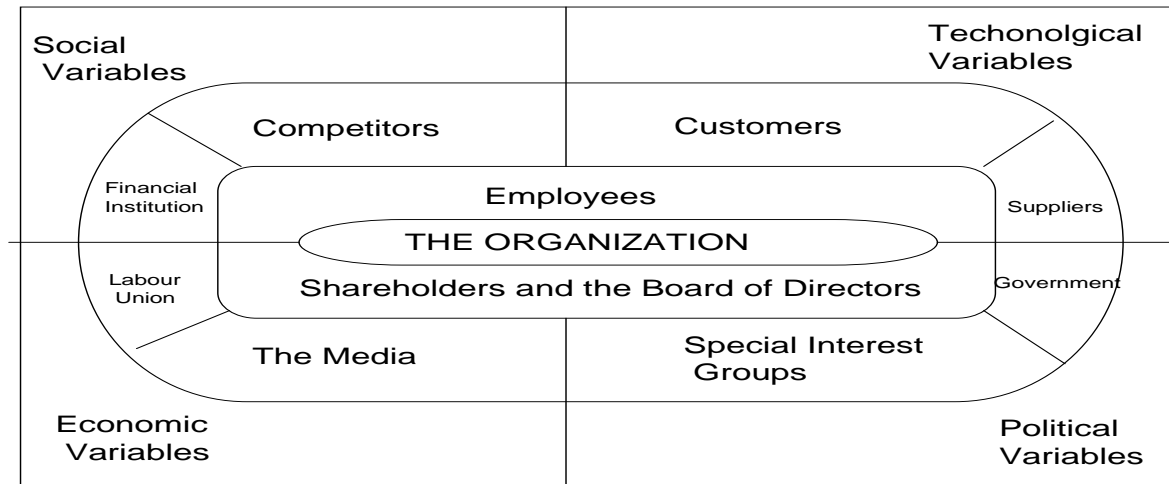 Social
Variables
Techonolgical
Variables
Competitors
Customers
Financial
Institution
Employees
Suppliers
THE ORGANIZATION
Labour
Union
Shareholders and the Board of Directors
Government
The Media
Special Interest
Groups
Economic
Variables
Political
Variables